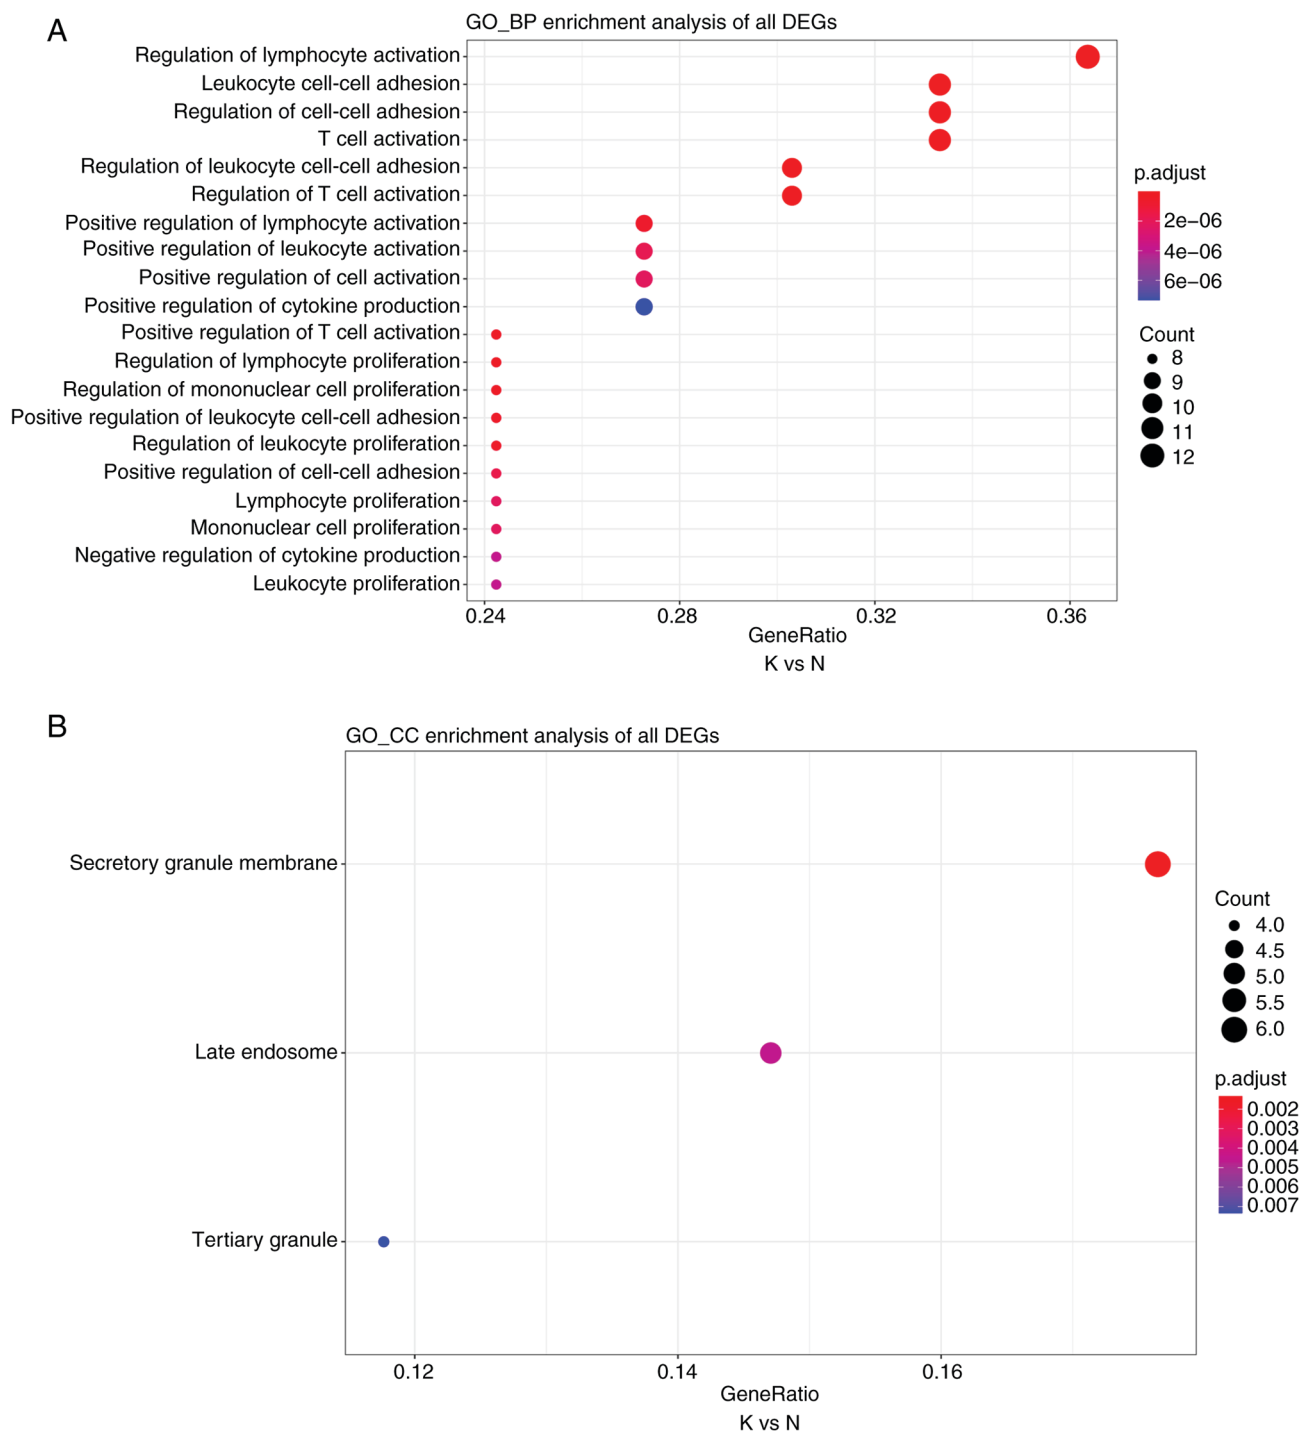 A
GO_BP enrichment analysis of all DEGs
Regulation of lymphocyte activation
Leukocyte cell-cell adhesion
Regulation of cell-cell adhesion
T cell activation
Regulation of leukocyte cell-cell adhesion
Regulation of T cell activation
Positive regulation of lymphocyte activation
Positive regulation of leukocyte activation
Positive regulation of cell activation
Positive regulation of cytokine production
Positive regulation of T cell activation
Regulation of lymphocyte proliferation
Regulation of mononuclear cell proliferation
Positive regulation of leukocyte cell-cell adhesion
Regulation of leukocyte proliferation
Positive regulation of cell-cell adhesion
Lymphocyte proliferation
Mononuclear cell proliferation
Negative regulation of cytokine production
Leukocyte proliferation
0.24 0.28 0.32 0.36
GeneRatio
K vs N
p.adjust
2e−06
4e−06
6e−06
Count
8
9
10
11
12
B
GO_CC enrichment analysis of all DEGs
Secretory granule membrane
Late endosome
Tertiary granule
0.12 0.14 0.16
GeneRatio
K vs N
Count
4.0
4.5
5.0
5.5
6.0
p.adjust
0.002
0.003
0.004
0.005
0.006
0.007